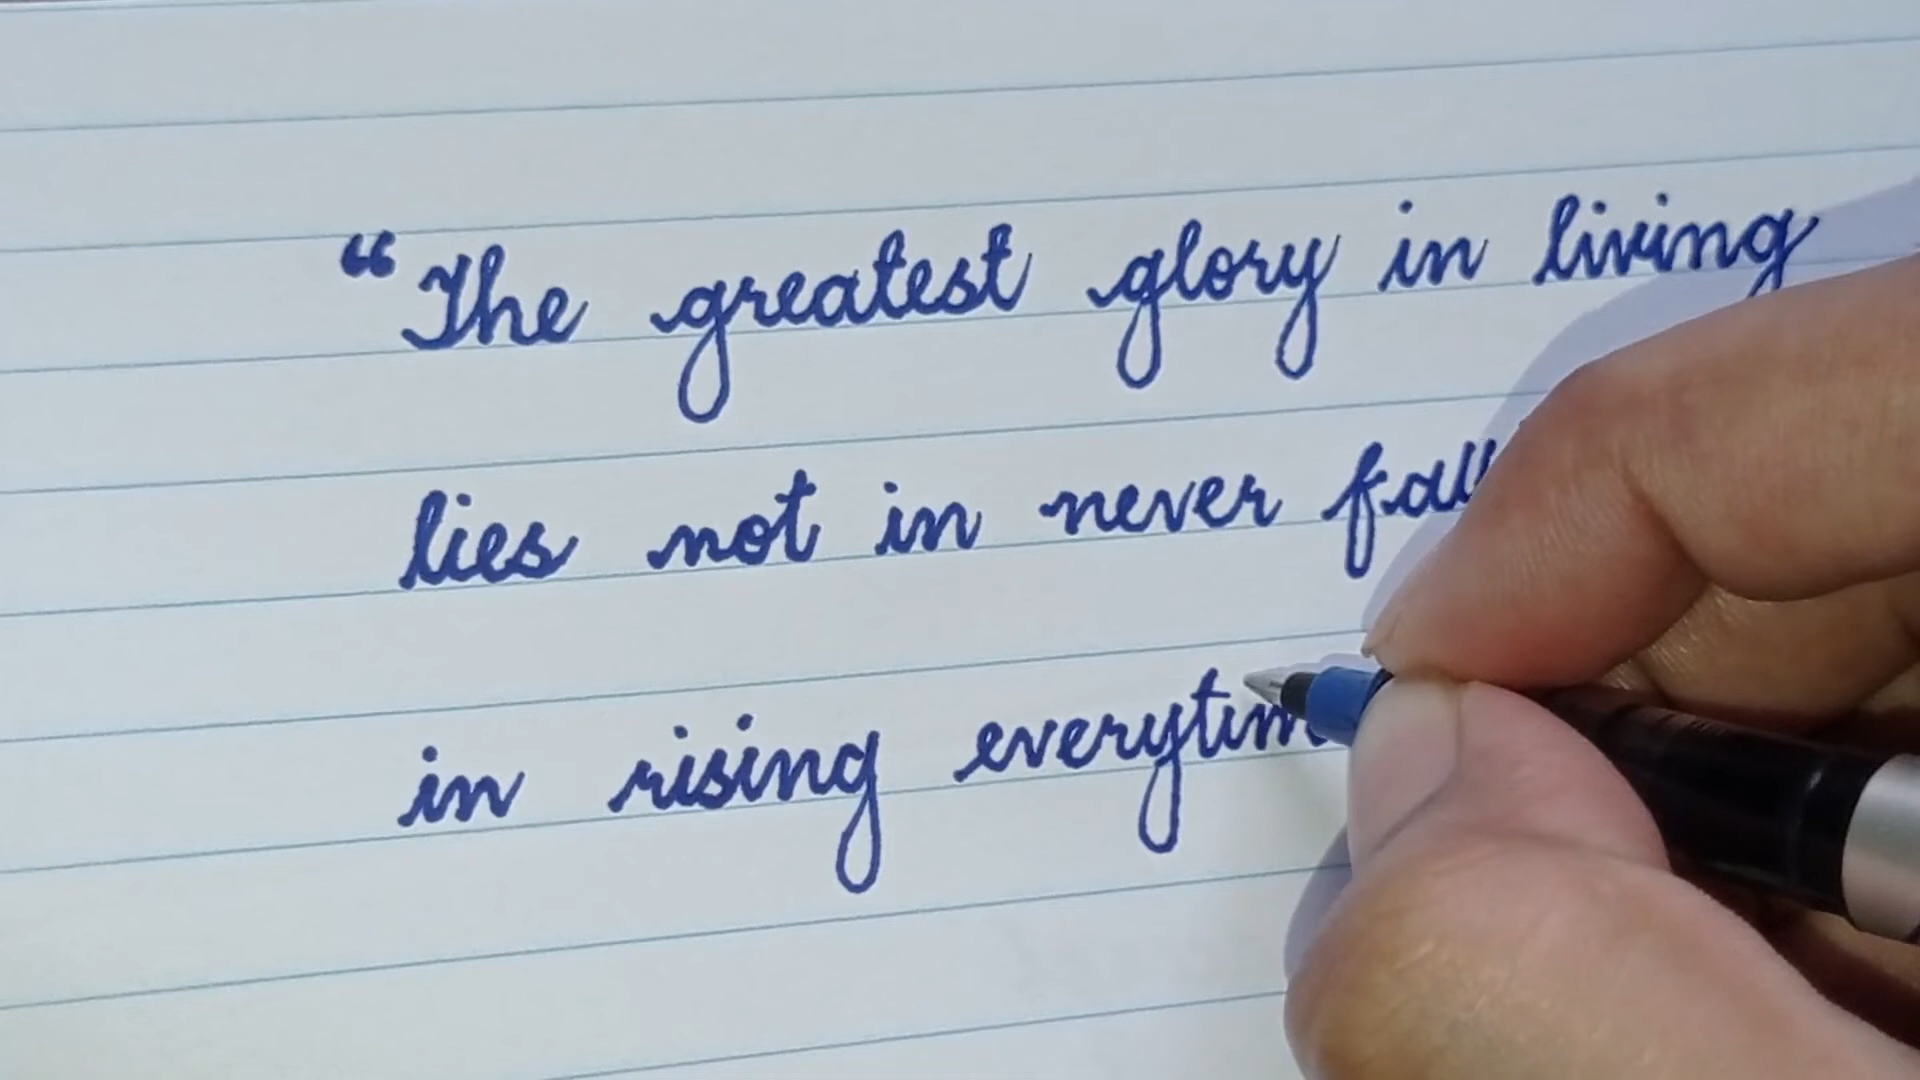 “The greatest glory in living
lies not in never
in rising